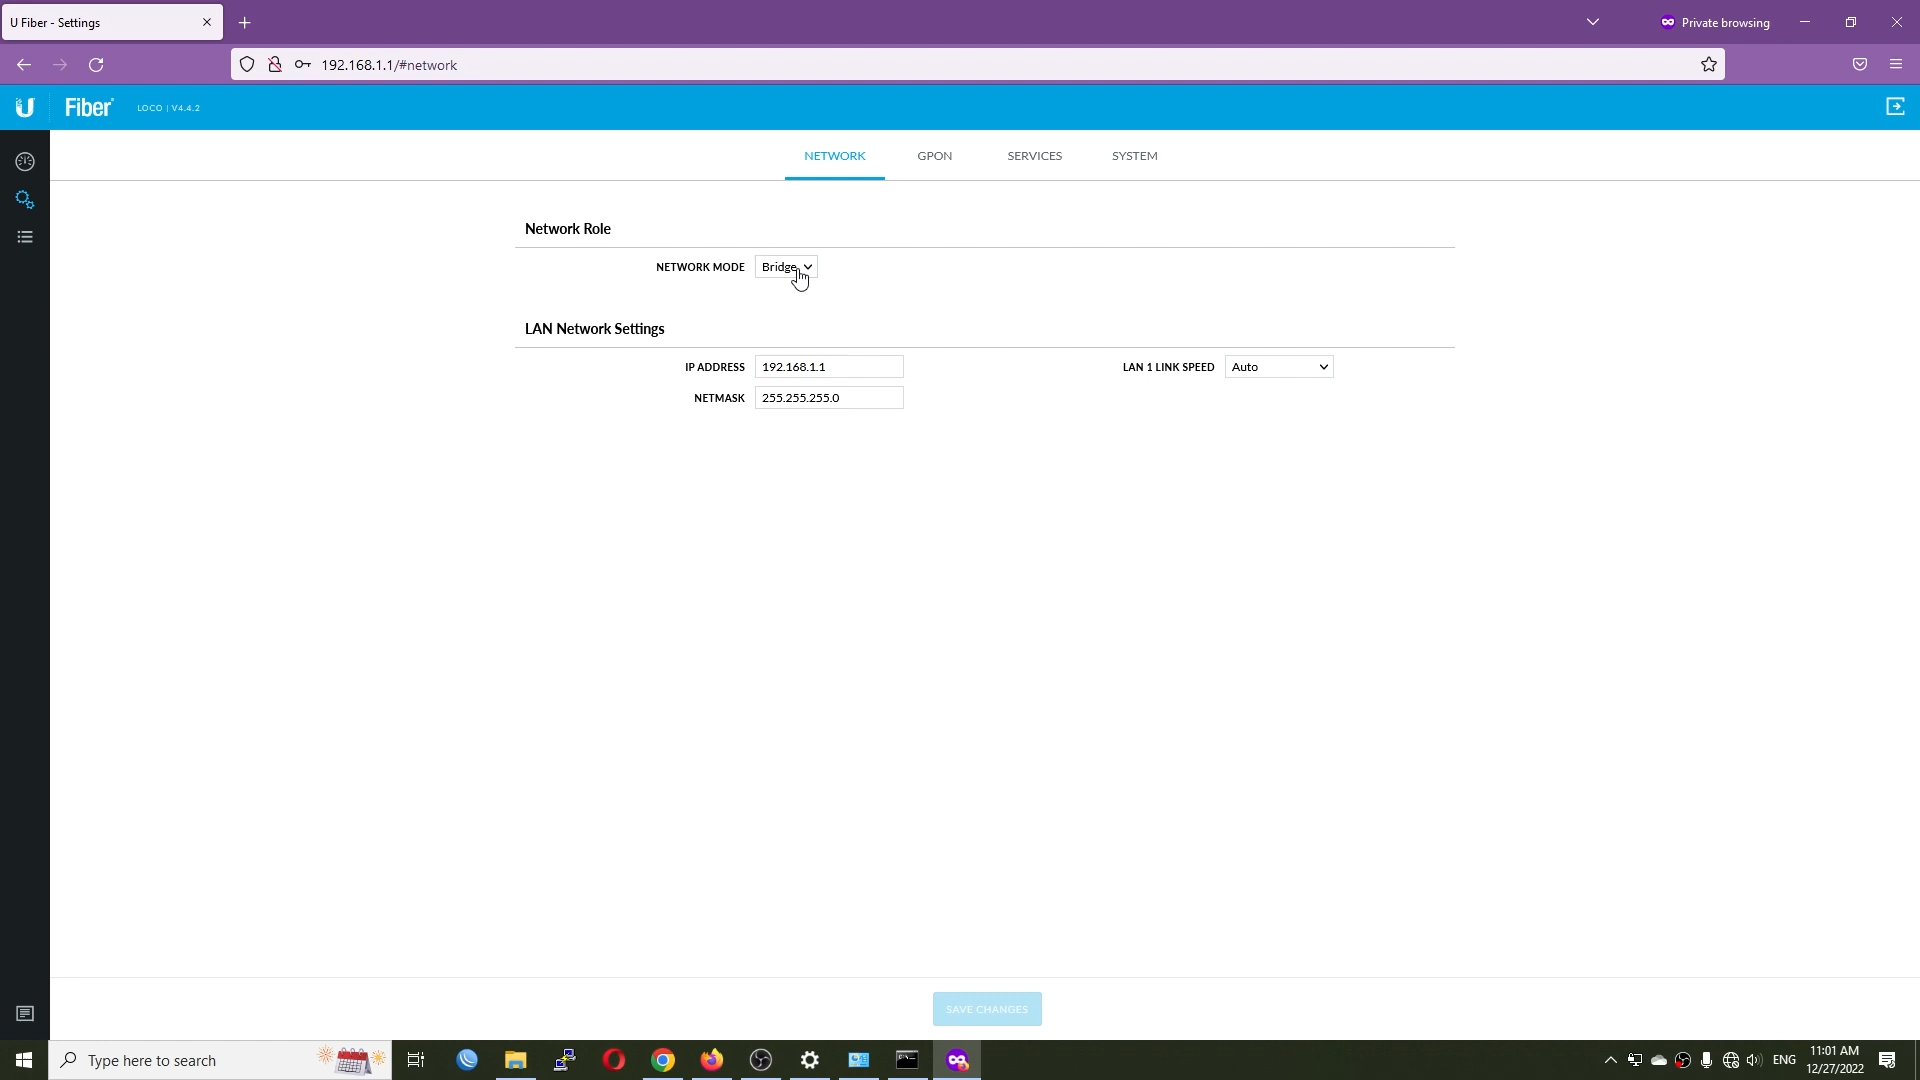 U Fiber - Settings
Private browsing
192.168.1.1/#network
U Fiber LOCO | V4.4.2
NETWORK GPON SERVICES SYSTEM
Network Role
NETWORK MODE Bridge
LAN Network Settings
IP ADDRESS 192.168.1.1 LAN 1 LINK SPEED Auto
NETMASK 255.255.255.0
SAVE CHANGES
Type here to search
ENG
11:01 AM
12/27/2022